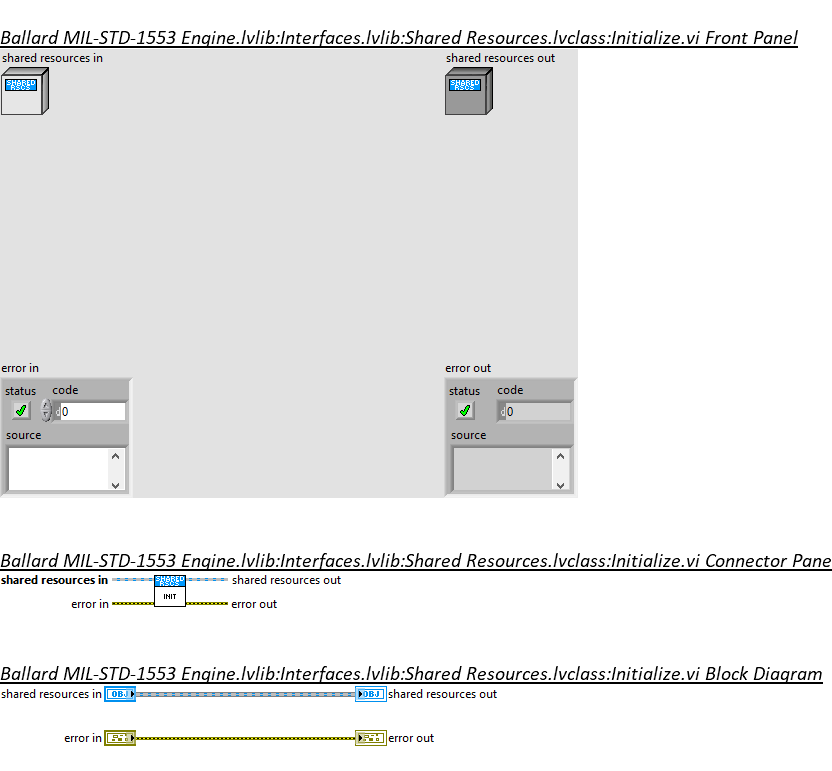 Ballard MIL-STD-1553 Engine.lvlib:Interfaces.lvlib:Shared Resources.lvclass:Initialize.vi Front Panel
shared resources in shared resources out
SHARED RSCS SHARED RSCS
error in error out
status code status code
d 0 d 0
source source
Ballard MIL-STD-1553 Engine.lvlib:Interfaces.lvlib:Shared Resources.lvclass:Initialize.vi Connector Pane
shared resources in SHARED RSCS shared resources out
error in INIT error out
Ballard MIL-STD-1553 Engine.lvlib:Interfaces.lvlib:Shared Resources.lvclass:Initialize.vi Block Diagram
shared resources in OBJ OBJ shared resources out
error in error out